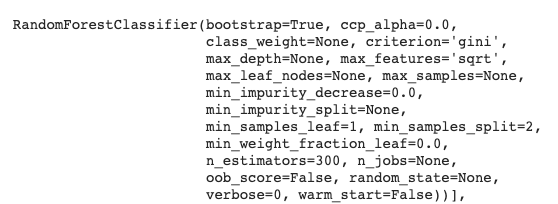 RandomForestClassifier(bootstrap=True, ccp_alpha=0.0,
class_weight=None, criterion='gini',
max_depth=None, max_features='sqrt',
max_leaf_nodes=None, max_samples=None,
min_impurity_decrease=0.0,
min_impurity_split=None,
min_samples_leaf=1, min_samples_split=2,
min_weight_fraction_leaf=0.0,
n_estimators=300, n_jobs=None,
oob_score=False, random_state=None,
verbose=0, warm_start=False))],